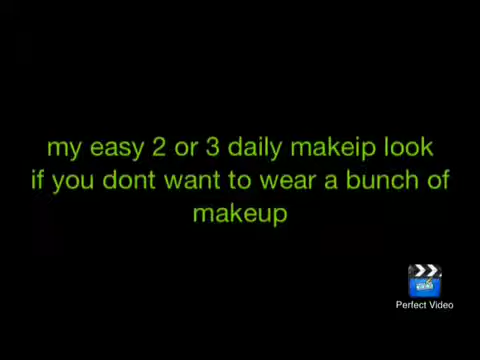 my easy 2 or 3 daily makeip look
if you dont want to wear a bunch of
makeup
Perfect Video